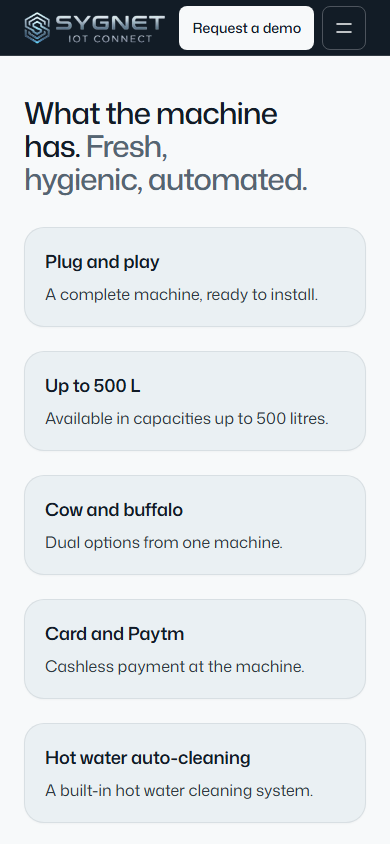 SYGNET
IOT CONNECT
Request a demo
What the machine
has. Fresh,
hygienic, automated.
Plug and play
A complete machine, ready to install.
Up to 500 L
Available in capacities up to 500 litres.
Cow and buffalo
Dual options from one machine.
Card and Paytm
Cashless payment at the machine.
Hot water auto-cleaning
A built-in hot water cleaning system.